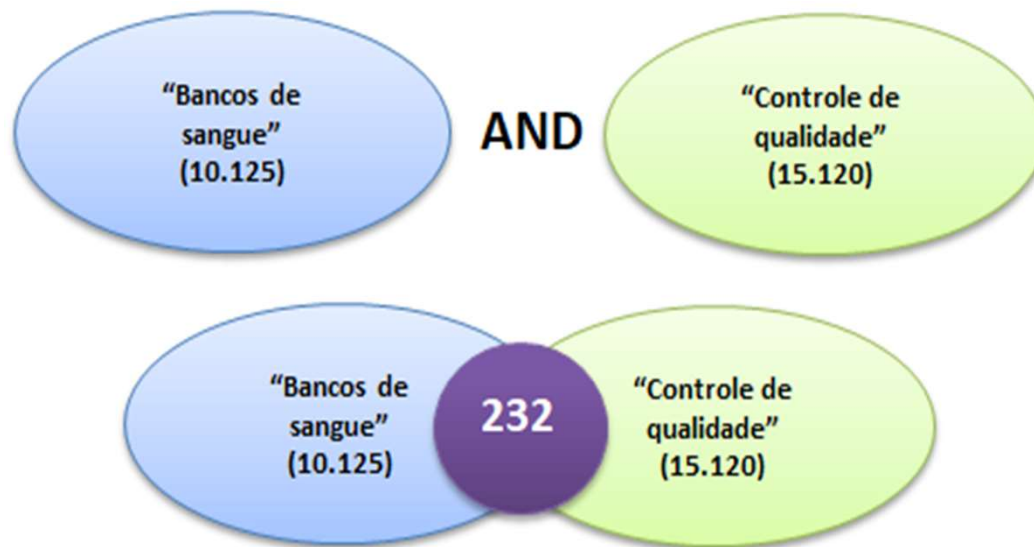 “Bancos de
sangue”
(10.125)
AND
“Controle de
qualidade”
(15.120)
“Bancos de
sangue”
(10.125)
232
“Controle de
qualidade”
(15.120)